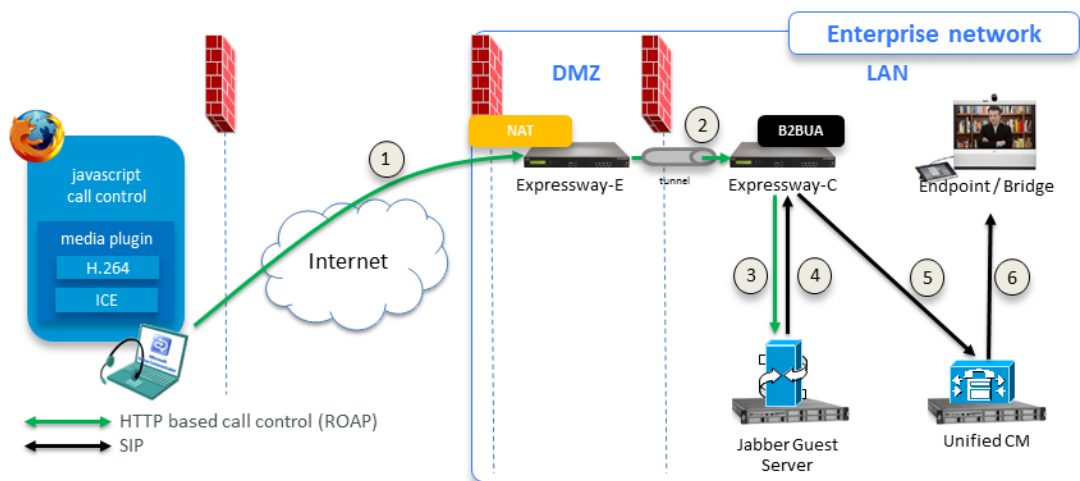 Enterprise network
DMZ
LAN
NAT
B2BUA
1
2
tunnel
Expressway-E
Expressway-C
Endpoint / Bridge
javascript
call control
media plugin
H.264
ICE
Internet
3
4
5
6
HTTP based call control (ROAP)
SIP
Jabber Guest
Server
Unified CM